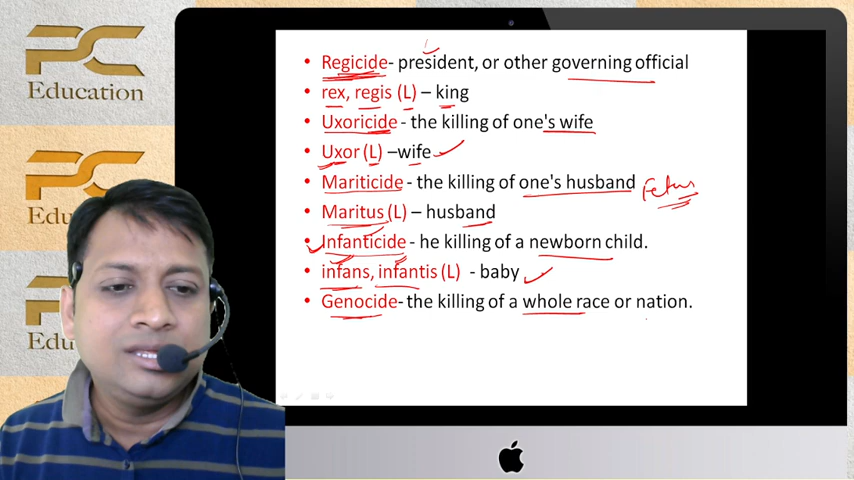 PC
Education
Regicide- president, or other governing official
rex, regis (L) – king
Uxoricide - the killing of one's wife
Uxor (L) –wife
Mariticide - the killing of one's husband
Fetus
Maritus (L) – husband
Infanticide - he killing of a newborn child.
infans, infantis (L) - baby
Genocide- the killing of a whole race or nation.
Edu
Edu